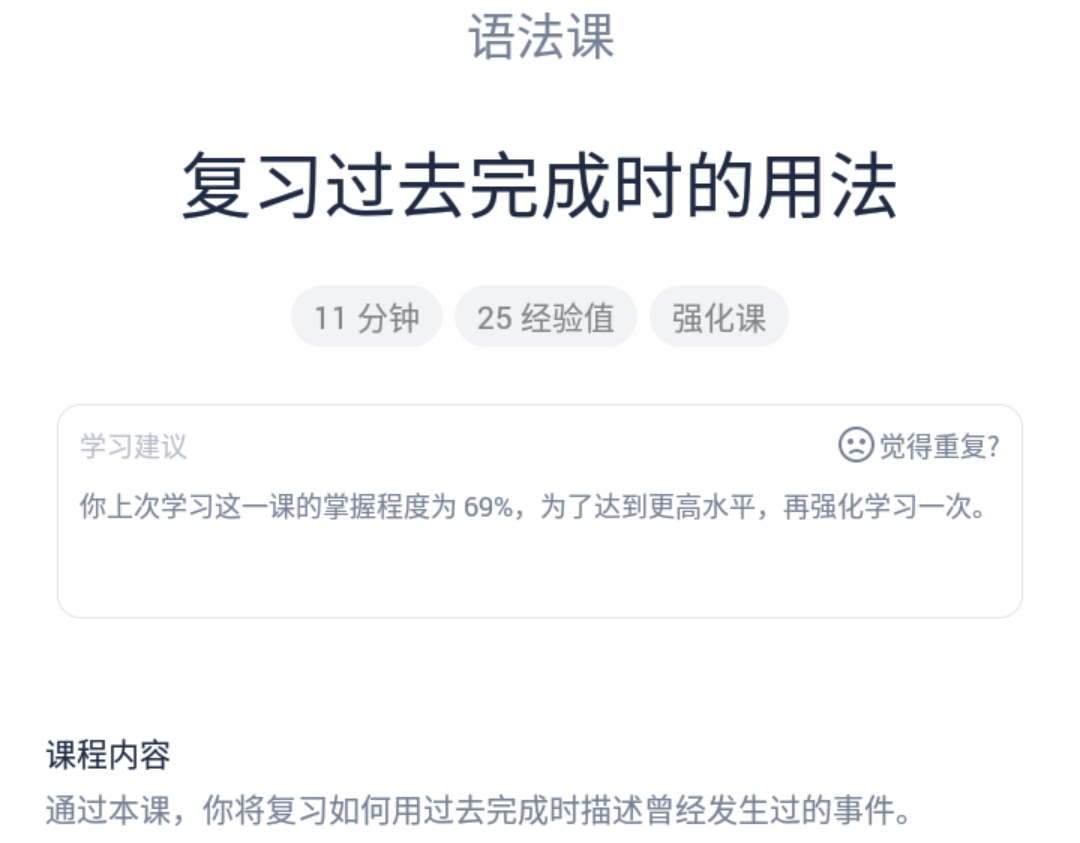 语法课
复习过去完成时的用法
11 分钟
25 经验值
强化课
学习建议
觉得重复?
你上次学习这一课的掌握程度为 69%，为了达到更高水平，再强化学习一次。
课程内容
通过本课，你将复习如何用过去完成时描述曾经发生过的事件。